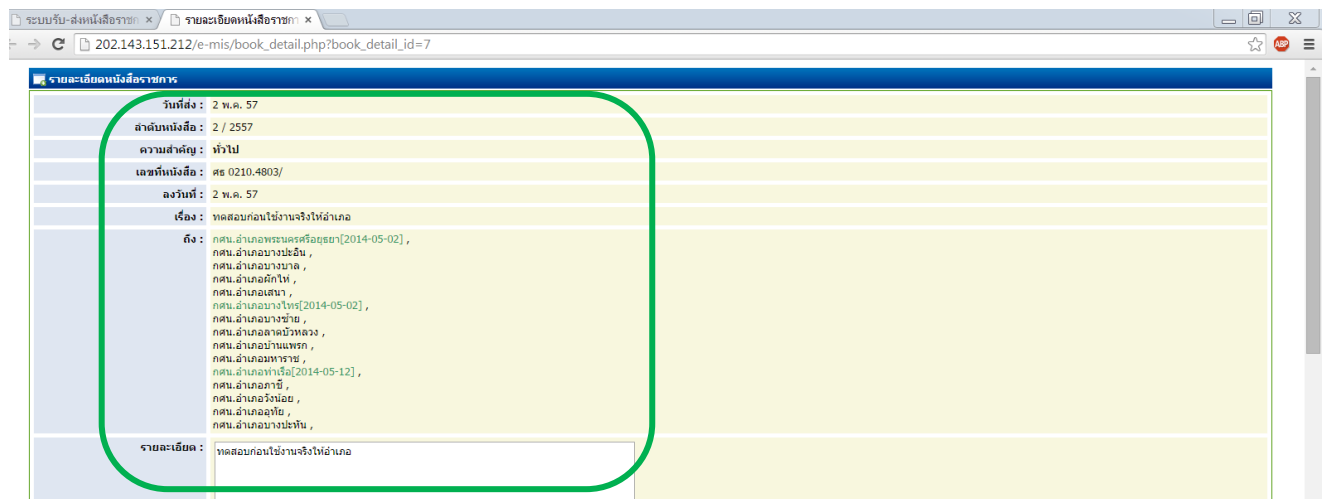 ระบบรับ-ส่งหนังสือราชก
รายละเอียดหนังสือราชกา
202.143.151.212/e-mis/book_detail.php?book_detail_id=7
ABP
รายละเอียดหนังสือราชการ
วันที่ส่ง : 2 พ.ค. 57
ลำดับหนังสือ : 2 / 2557
ความสำคัญ : ทั่วไป
เลขที่หนังสือ : ศธ 0210.4803/
ลงวันที่ : 2 พ.ค. 57
เรื่อง : ทดสอบก่อนใช้งานจริงให้อำเภอ
ถึง : กศน.อำเภอพระนครศรีอยุธยา[2014-05-02] ,
กศน.อำเภอบางปะอิน ,
กศน.อำเภอบางบาล ,
กศน.อำเภอผักไห่ ,
กศน.อำเภอเสนา ,
กศน.อำเภอบางไทร[2014-05-02] ,
กศน.อำเภอบางซ้าย ,
กศน.อำเภอลาดบัวหลวง ,
กศน.อำเภอบ้านแพรก ,
กศน.อำเภอมหาราช ,
กศน.อำเภอท่าเรือ[2014-05-12] ,
กศน.อำเภอภาชี ,
กศน.อำเภอวังน้อย ,
กศน.อำเภออุทัย ,
กศน.อำเภอบางปะหัน ,
รายละเอียด : ทดสอบก่อนใช้งานจริงให้อำเภอ